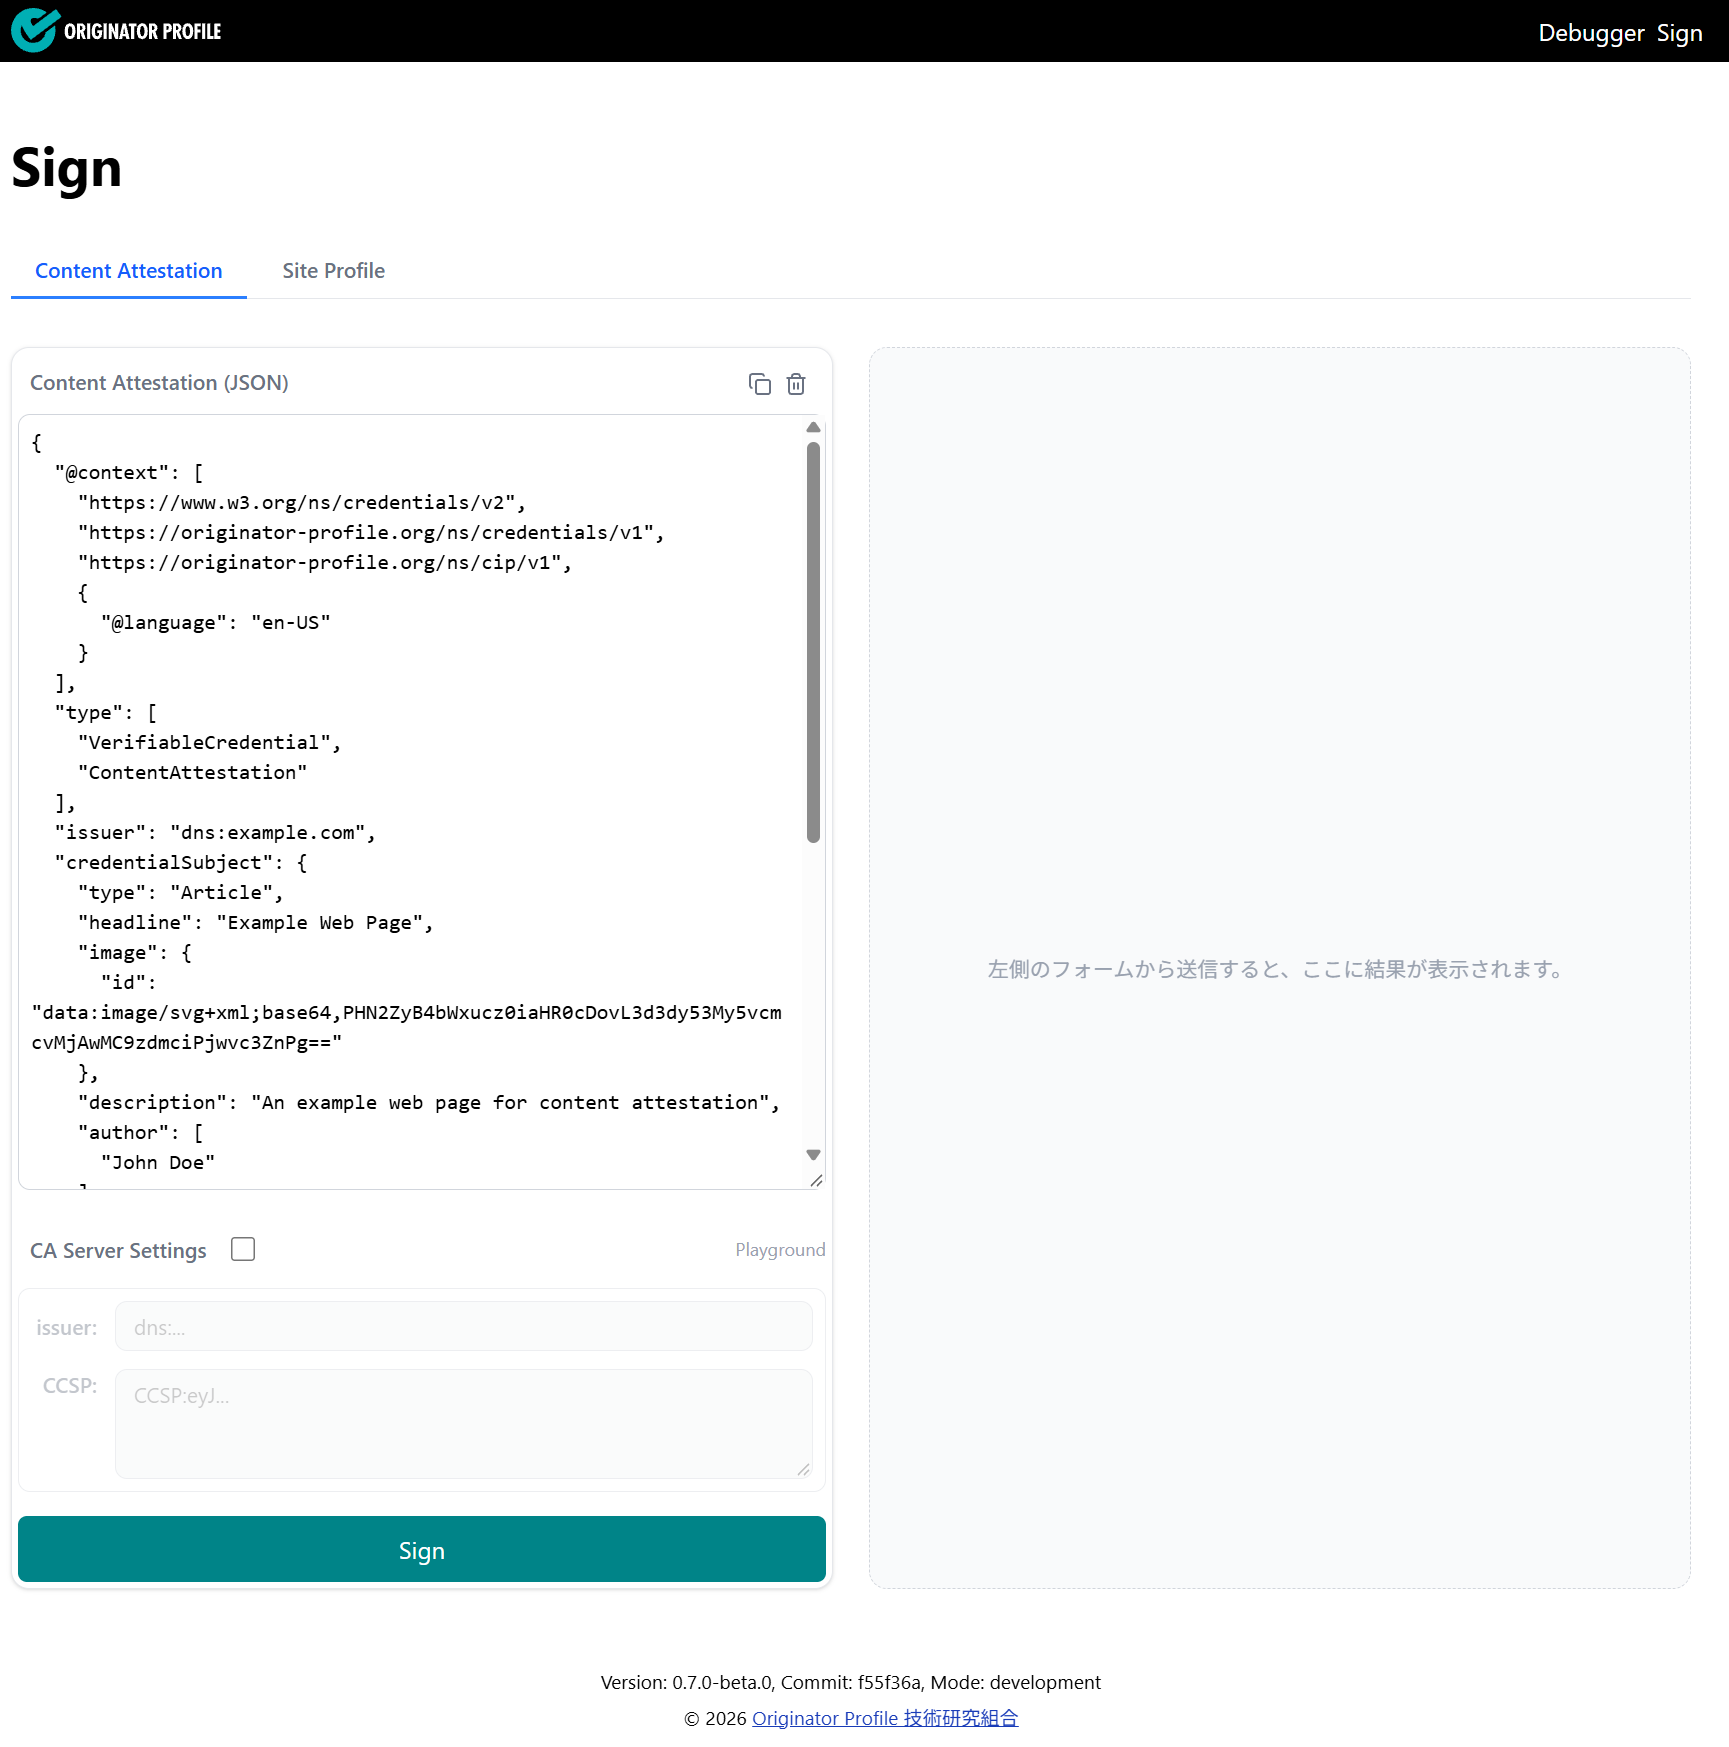 ORIGINATOR PROFILE
Debugger Sign
Sign
Content Attestation Site Profile
Content Attestation (JSON)
{
"@context": [
"https://www.w3.org/ns/credentials/v2",
"https://originator-profile.org/ns/credentials/v1",
"https://originator-profile.org/ns/cip/v1",
{
"@language": "en-US"
}
],
"type": [
"VerifiableCredential",
"ContentAttestation"
],
"issuer": "dns:example.com",
"credentialSubject": {
"type": "Article",
"headline": "Example Web Page",
"image": {
"id":
"data:image/svg+xml;base64,PHN2ZyB4bWxucz0iaHR0cDovL3d3dy53My5vcm
cvMjAwMC9zdmciPjwvc3ZnPg=="
},
"description": "An example web page for content attestation",
"author": [
"John Doe"
CA Server Settings
Playground
issuer: dns:...
CCSP: CCSP:eyJ...
Sign
左側のフォームから送信すると、ここに結果が表示されます。
Version: 0.7.0-beta.0, Commit: f55f36a, Mode: development
© 2026 Originator Profile 技術研究組合